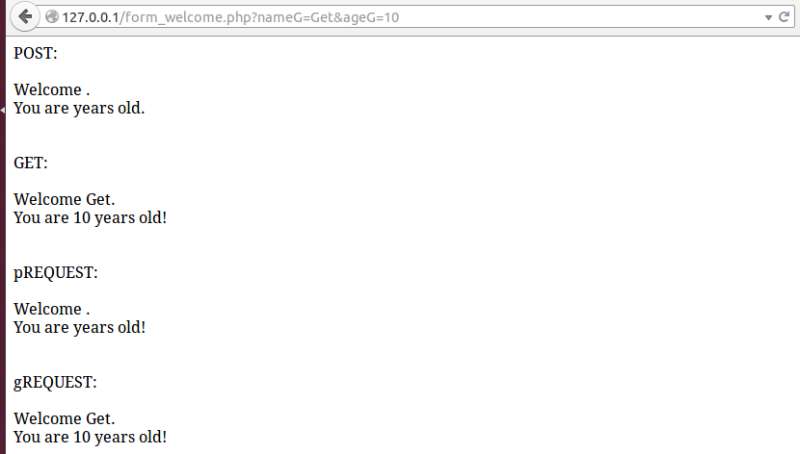 127.0.0.1/form_welcome.php?nameG=Get&ageG=10
POST:
Welcome .
You are years old.
GET:
Welcome Get.
You are 10 years old!
pREQUEST:
Welcome .
You are years old!
gREQUEST:
Welcome Get.
You are 10 years old!